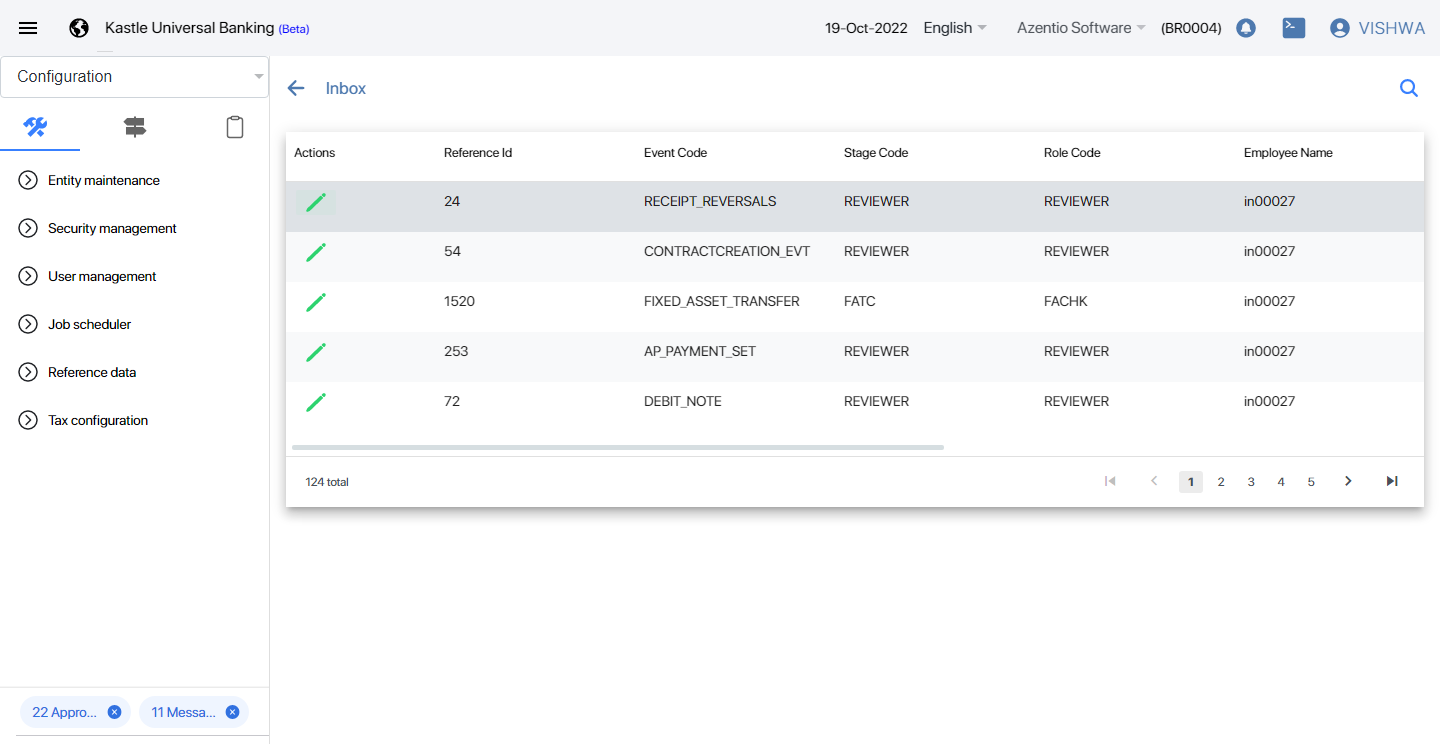 Kastle Universal Banking (Beta) 19-Oct-2022 English Azentio Software (BR0004) VISHWA
Configuration
Inbox
Entity maintenance
Security management
User management
Job scheduler
Reference data
Tax configuration
Actions Reference Id Event Code Stage Code Role Code Employee Name
24 RECEIPT_REVERSALS REVIEWER REVIEWER in00027
54 CONTRACTCREATION_EVT REVIEWER REVIEWER in00027
1520 FIXED_ASSET_TRANSFER FATC FACHK in00027
253 AP_PAYMENT_SET REVIEWER REVIEWER in00027
72 DEBIT_NOTE REVIEWER REVIEWER in00027
124 total 1 2 3 4 5
22 Appro... 11 Messa...